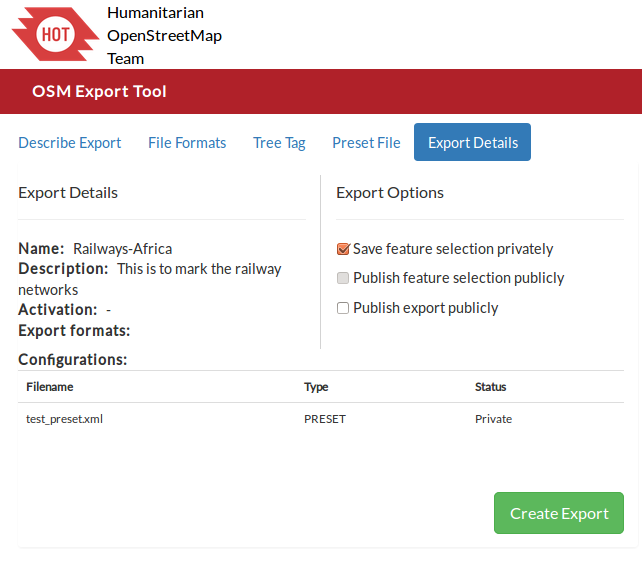 HOT
Humanitarian
OpenStreetMap
Team
OSM Export Tool
Describe Export File Formats Tree Tag Preset File Export Details
Export Details
Name: Railways-Africa
Description: This is to mark the railway
networks
Activation: -
Export formats:
Export Options
Save feature selection privately
Publish feature selection publicly
Publish export publicly
Configurations:
Filename Type Status
test_preset.xml PRESET Private
Create Export